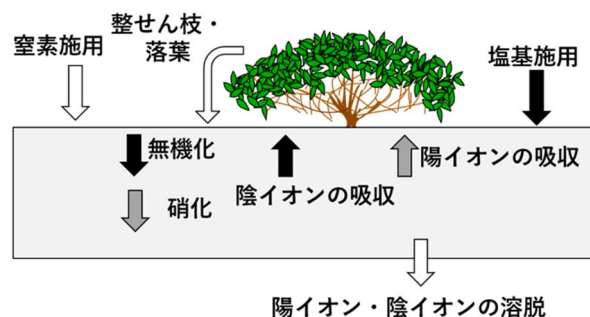 整せん枝・
落葉
窒素施用
塩基施用
無機化
陽イオンの吸収
陰イオンの吸収
硝化
陽イオン・陰イオンの溶脱